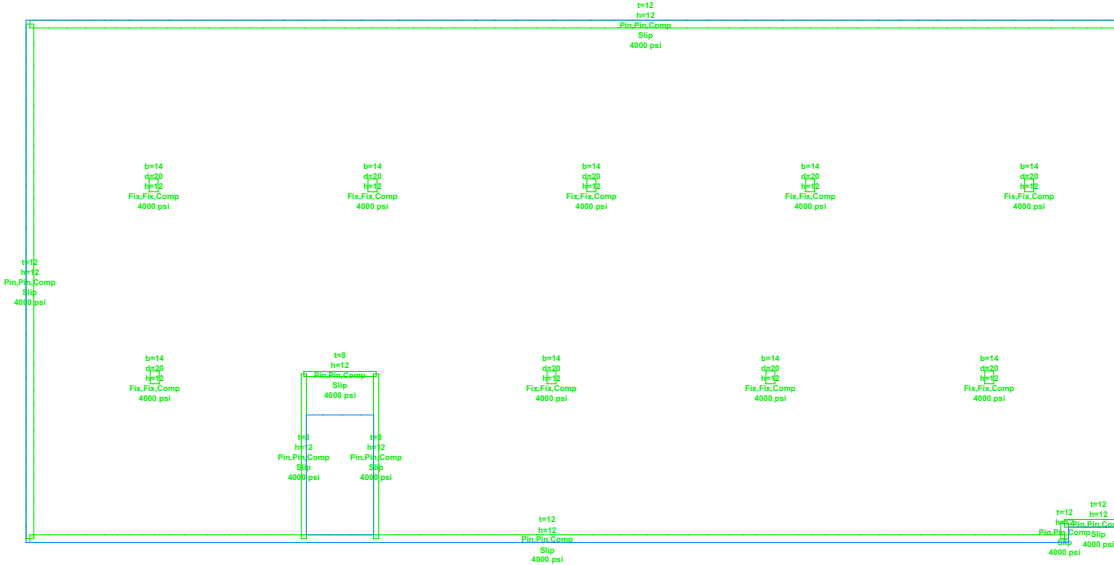 t=12
h=12
Pin,Pin,Comp
Slip
4000 psi
b=14
d=20
h=12
Fix,Fix,Comp
4000 psi
b=14
d=20
h=12
Fix,Fix,Comp
4000 psi
b=14
d=20
h=12
Fix,Fix,Comp
4000 psi
b=14
d=20
h=12
Fix,Fix,Comp
4000 psi
b=14
d=20
h=12
Fix,Fix,Comp
4000 psi
t=12
h=12
Pin,Pin,Comp
Slip
4000 psi
b=14
d=20
h=12
Fix,Fix,Comp
4000 psi
t=8
h=12
Pin,Pin,Comp
Slip
4000 psi
b=14
d=20
h=12
Fix,Fix,Comp
4000 psi
b=14
d=20
h=12
Fix,Fix,Comp
4000 psi
b=14
d=20
h=12
Fix,Fix,Comp
4000 psi
t=8
h=12
Pin,Pin,Comp
Slip
4000 psi
t=8
h=12
Pin,Pin,Comp
Slip
4000 psi
t=12
h=12
Pin,Pin,Comp
Slip
4000 psi
t=12
h=12
Pin,Pin,Comp
Slip
4000 psi
t=12
h=12
Pin,Pin,Comp
Slip
4000 psi